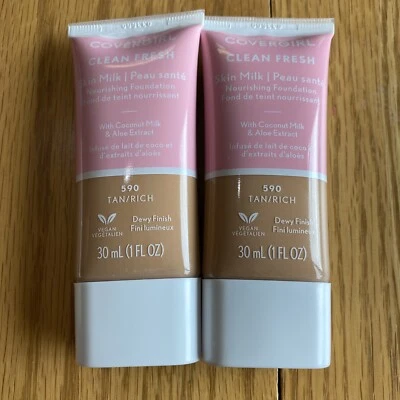 COVERGIRL
CLEAN FRESH
Skin Milk | Peau santé
Nourishing Foundation
Fond de teint nourrissant
With Coconut Milk
& Aloe Extract
Infusé de lait de coco et
d'extraits d'aloès
590
TAN/RICH
VEGAN
VÉGÉTALIEN
Dewy Finish
Fini lumineux
30 mL (1 FL OZ)
COVERGIRL
CLEAN FRESH
Skin Milk | Peau santé
Nourishing Foundation
Fond de teint nourrissant
With Coconut Milk
& Aloe Extract
Infusé de lait de coco et
d'extraits d'aloès
590
TAN/RICH
VEGAN
VÉGÉTALIEN
Dewy Finish
Fini lumineux
30 mL (1 FL OZ)